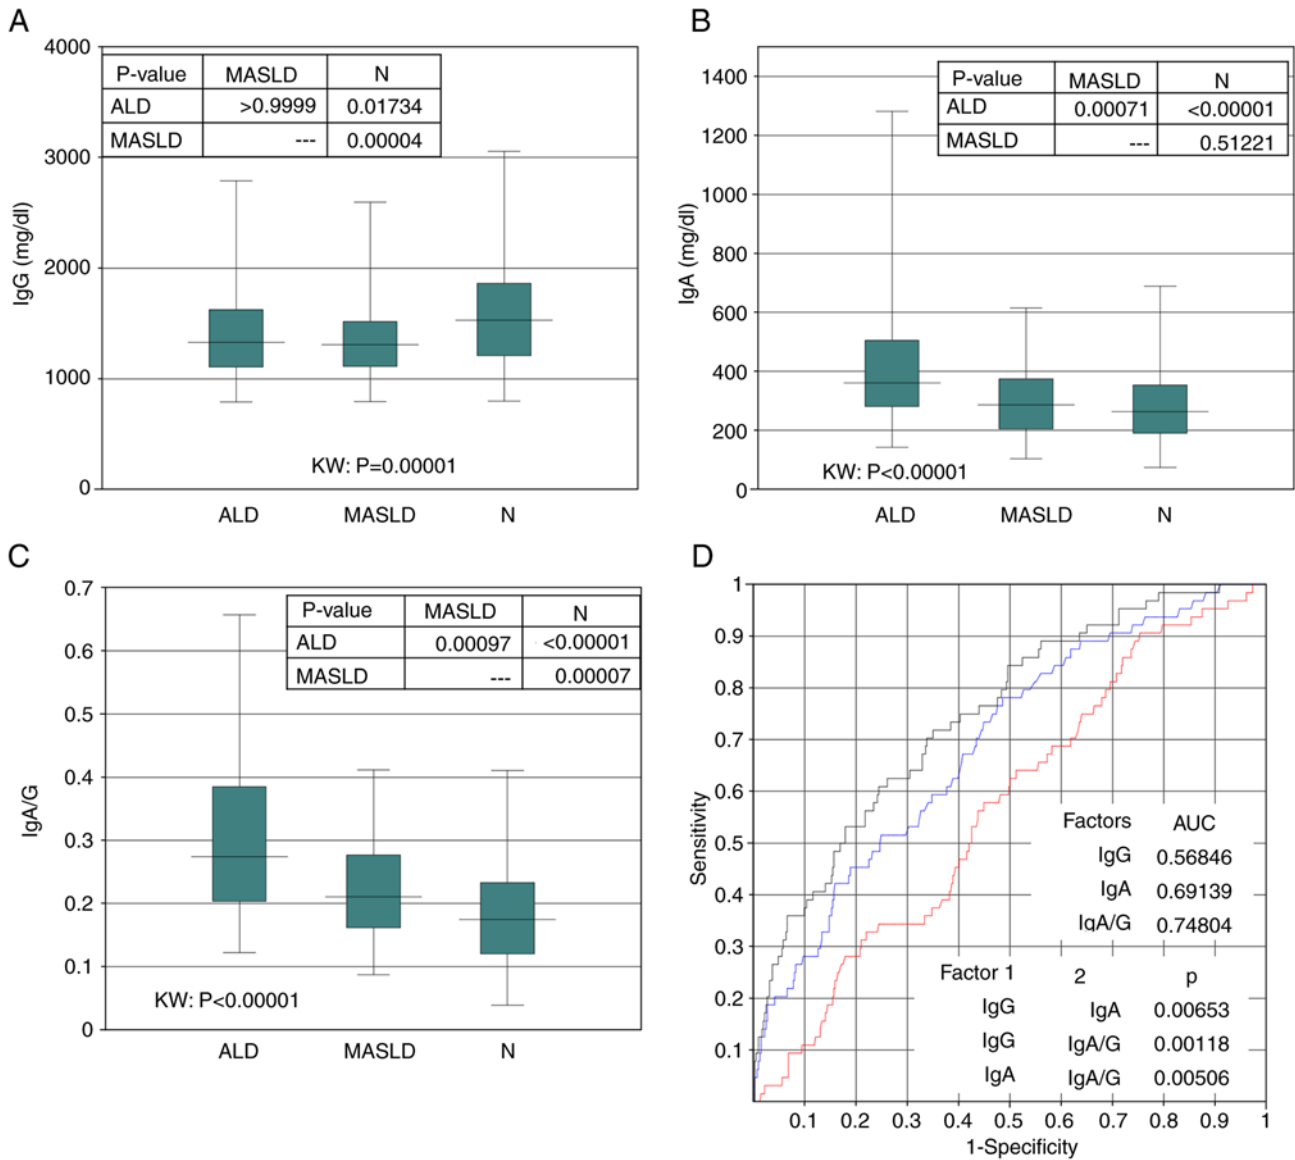 A
4000
3000
2000
1000
0
IgG (mg/dl)
P-value MASLD N
ALD >0.9999 0.01734
MASLD --- 0.00004
KW: P=0.00001
ALD MASLD N
B
1400
1200
1000
800
600
400
200
0
IgA (mg/dl)
P-value MASLD N
ALD 0.00071 <0.00001
MASLD --- 0.51221
KW: P<0.00001
ALD MASLD N
C
0.7
0.6
0.5
0.4
0.3
0.2
0.1
0
IgA/G
P-value MASLD N
ALD 0.00097 <0.00001
MASLD --- 0.00007
KW: P<0.00001
ALD MASLD N
D
1
0.9
0.8
0.7
0.6
0.5
0.4
0.3
0.2
0.1
Sensitivity
Factors AUC
IgG 0.56846
IgA 0.69139
IgA/G 0.74804
Factor 1 2 p
IgG IgA 0.00653
IgG IgA/G 0.00118
IgA IgA/G 0.00506
0.1 0.2 0.3 0.4 0.5 0.6 0.7 0.8 0.9 1
1-Specificity